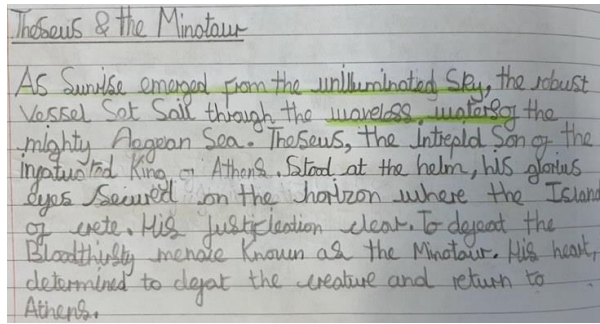 Theseus & the Minotaur
As Sunrise emerged from the unilluminated Sky, the robust
Vessel Set Sail through the waveless waters of the
mighty Aegean Sea. Theseus, the Intrepid Son of the
infatuated King of Athens. Stood at the helm, his glorius
eyes Secured on the horizon where the Island
of crete. His justification clear. To defeat the
Bloodthirsty menace Known as the Minotaur. His heart,
determined to defat the creature and return to
Athens.